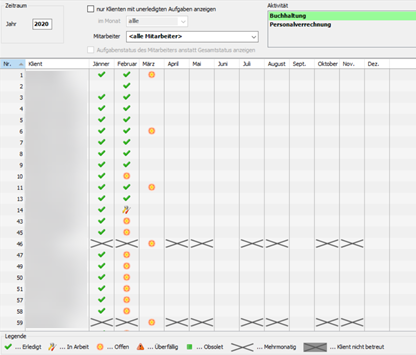 Zeitraum
Jahr 2020
nur Klienten mit unerledigten Aufgaben anzeigen
im Monat alle
Mitarbeiter <alle Mitarbeiter>
Aufgabenstatus des Mitarbeiters anstatt Gesamtstatus anzeigen
Aktivität
Buchhaltung
Personalverrechnung
Nr. Klient Jänner Februar März April Mai Juni Juli August Sept. Oktober Nov. Dez.
1
2
3
4
5
6
7
8
9
10
11
13
14
43
45
46
47
49
50
51
57
58
59
Legende
... Erledigt ... In Arbeit ... Offen ... Überfällig ... Obsolet ... Mehrmonatig ... Klient nicht betreut